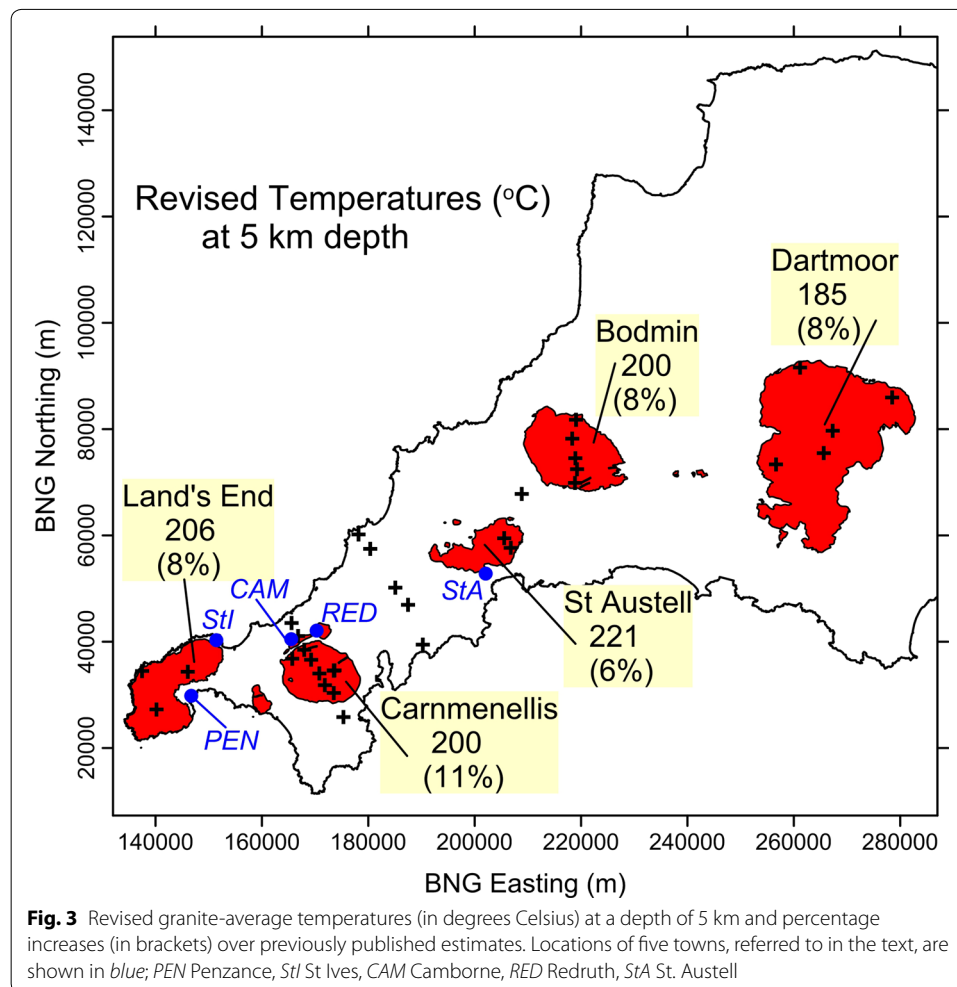 Revised Temperatures (°C)
at 5 km depth
Dartmoor
185
(8%)
Bodmin
200
(8%)
Land's End
206
(8%)
StI
CAM
RED
StA
PEN
St Austell
221
(6%)
Carnmenellis
200
(11%)
BNG Northing (m)
140000
120000
100000
80000
60000
40000
20000
140000 160000 180000 200000 220000 240000 260000 280000
BNG Easting (m)
Fig. 3 Revised granite-average temperatures (in degrees Celsius) at a depth of 5 km and percentage
increases (in brackets) over previously published estimates. Locations of five towns, referred to in the text, are
shown in blue; PEN Penzance, StI St Ives, CAM Camborne, RED Redruth, StA St. Austell